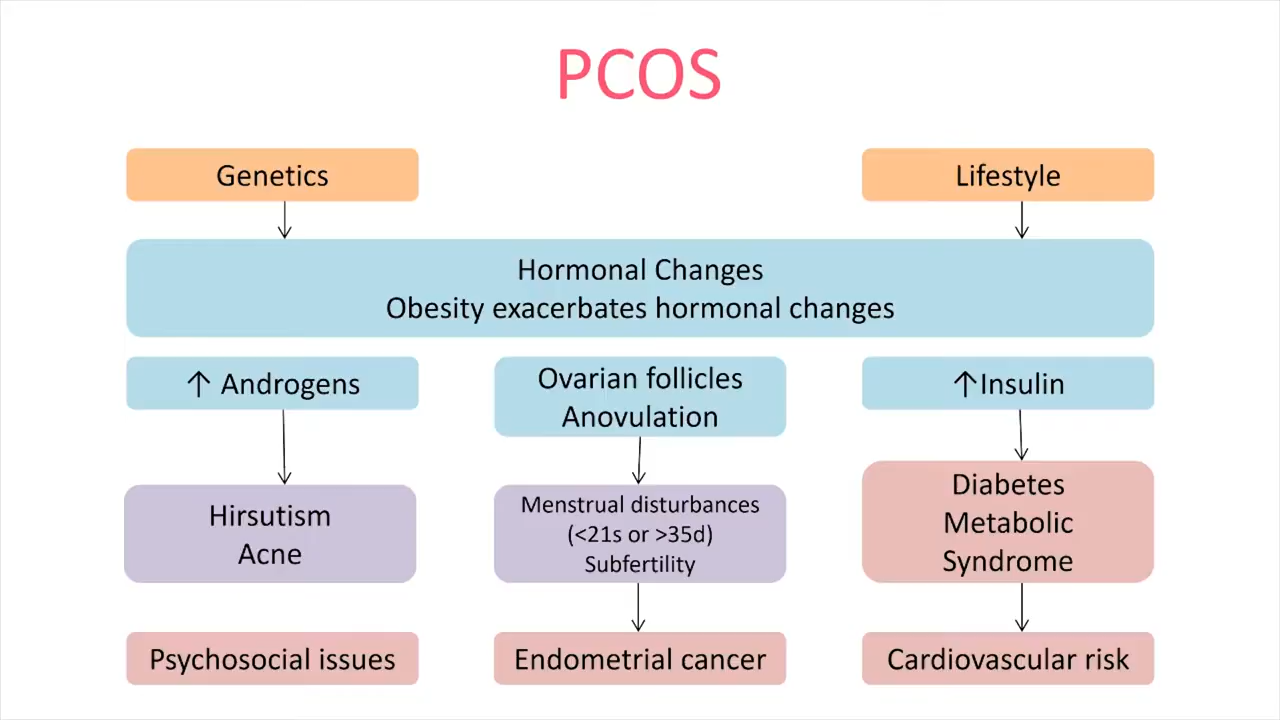 PCOS
Genetics
Lifestyle
Hormonal Changes
Obesity exacerbates hormonal changes
↑ Androgens
Ovarian follicles
Anovulation
↑Insulin
Hirsutism
Acne
Menstrual disturbances
(<21s or >35d)
Subfertility
Diabetes
Metabolic
Syndrome
Psychosocial issues
Endometrial cancer
Cardiovascular risk